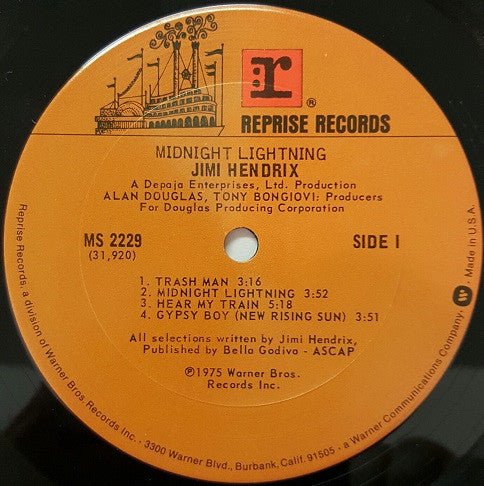 r®
REPRISE RECORDS
MIDNIGHT LIGHTNING
JIMI HENDRIX
A Depaja Enterprises, Ltd. Production
ALAN DOUGLAS, TONY BONGIOVI: Producers
For Douglas Producing Corporation
MS 2229
(31,920)
SIDE I
1. TRASH MAN 3:16
2. MIDNIGHT LIGHTNING 3:52
3. HEAR MY TRAIN 5:18
4. GYPSY BOY (NEW RISING SUN) 3:51
All selections written by Jimi Hendrix,
Published by Bella Godiva - ASCAP
℗1975 Warner Bros.
Records Inc.
Reprise Records, a division of Warner Bros. Records Inc. · 3300 Warner Blvd., Burbank, Calif. 91505 · a Warner Communications Company · W · Made in U.S.A.